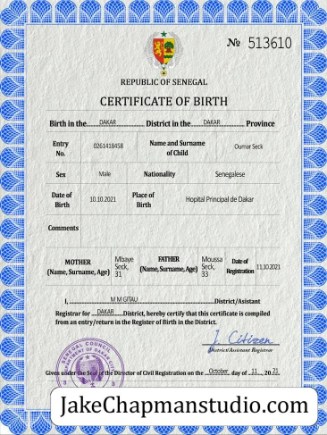 № 513610
REPUBLIC OF SENEGAL
CERTIFICATE OF BIRTH
Birth in the DAKAR District in the DAKAR Province
Entry No. 0261418458 Name and Surname of Child Oumar Seck
Sex Male Nationality Senegalese
Date of Birth 10.10.2021 Place of Birth Hopital Principal de Dakar
Comments
MOTHER (Name, Surname, Age) Mbaye Seck, 31 FATHER (Name, Surname, Age) Moussa Seck, 33 Date of Registration 11.10.2021
I, M M GITAU District/Asistant
Registrar for DAKAR District, hereby certify that this certificate is compiled
from an entry/return in the Register of Birth in the District.
J. Citizen
District/Assistant Registrar
Given under the Seal of the Director of Civil Registration on the October day of 11 20 21
JakeChapmanstudio.com